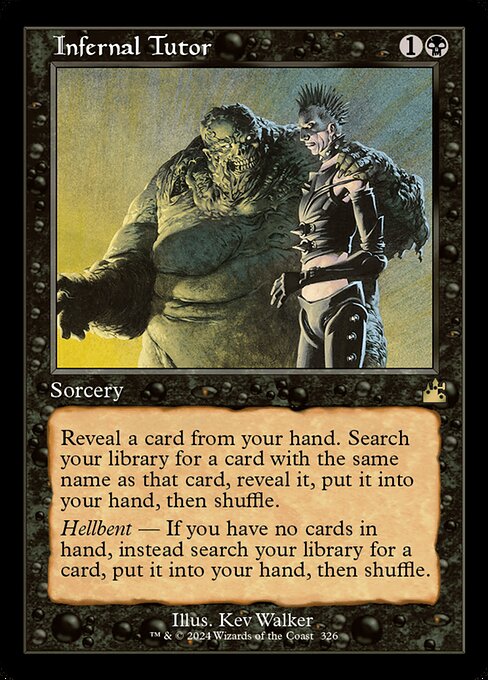 Infernal Tutor 1
Sorcery
Reveal a card from your hand. Search
your library for a card with the same
name as that card, reveal it, put it into
your hand, then shuffle.
Hellbent — If you have no cards in
hand, instead search your library for a
card, put it into your hand, then shuffle.
Illus. Kev Walker
™ & © 2024 Wizards of the Coast 326